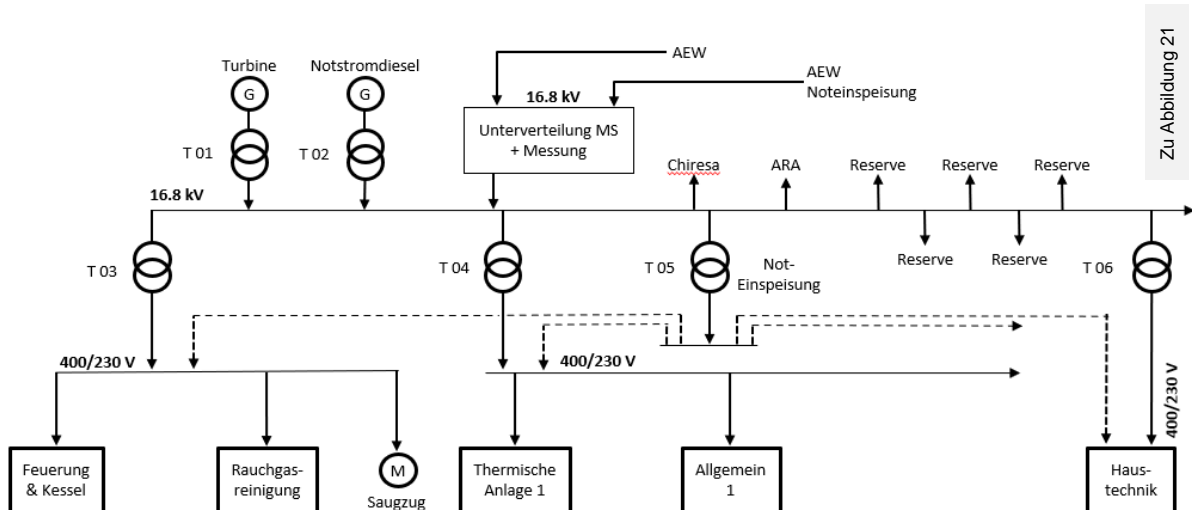 Zu Abbildung 21
AEW
Turbine
Notstromdiesel
AEW
Noteinspeisung
G
G
16.8 kV
Unterverteilung MS
+ Messung
T 01
T 02
Chiresa
ARA
Reserve
Reserve
Reserve
16.8 kV
T 03
T 04
T 05
Not-
Einspeisung
Reserve
Reserve
T 06
400/230 V
400/230 V
400/230 V
Feuerung
& Kessel
Rauchgas-
reinigung
M
Saugzug
Thermische
Anlage 1
Allgemein
1
Haus-
technik